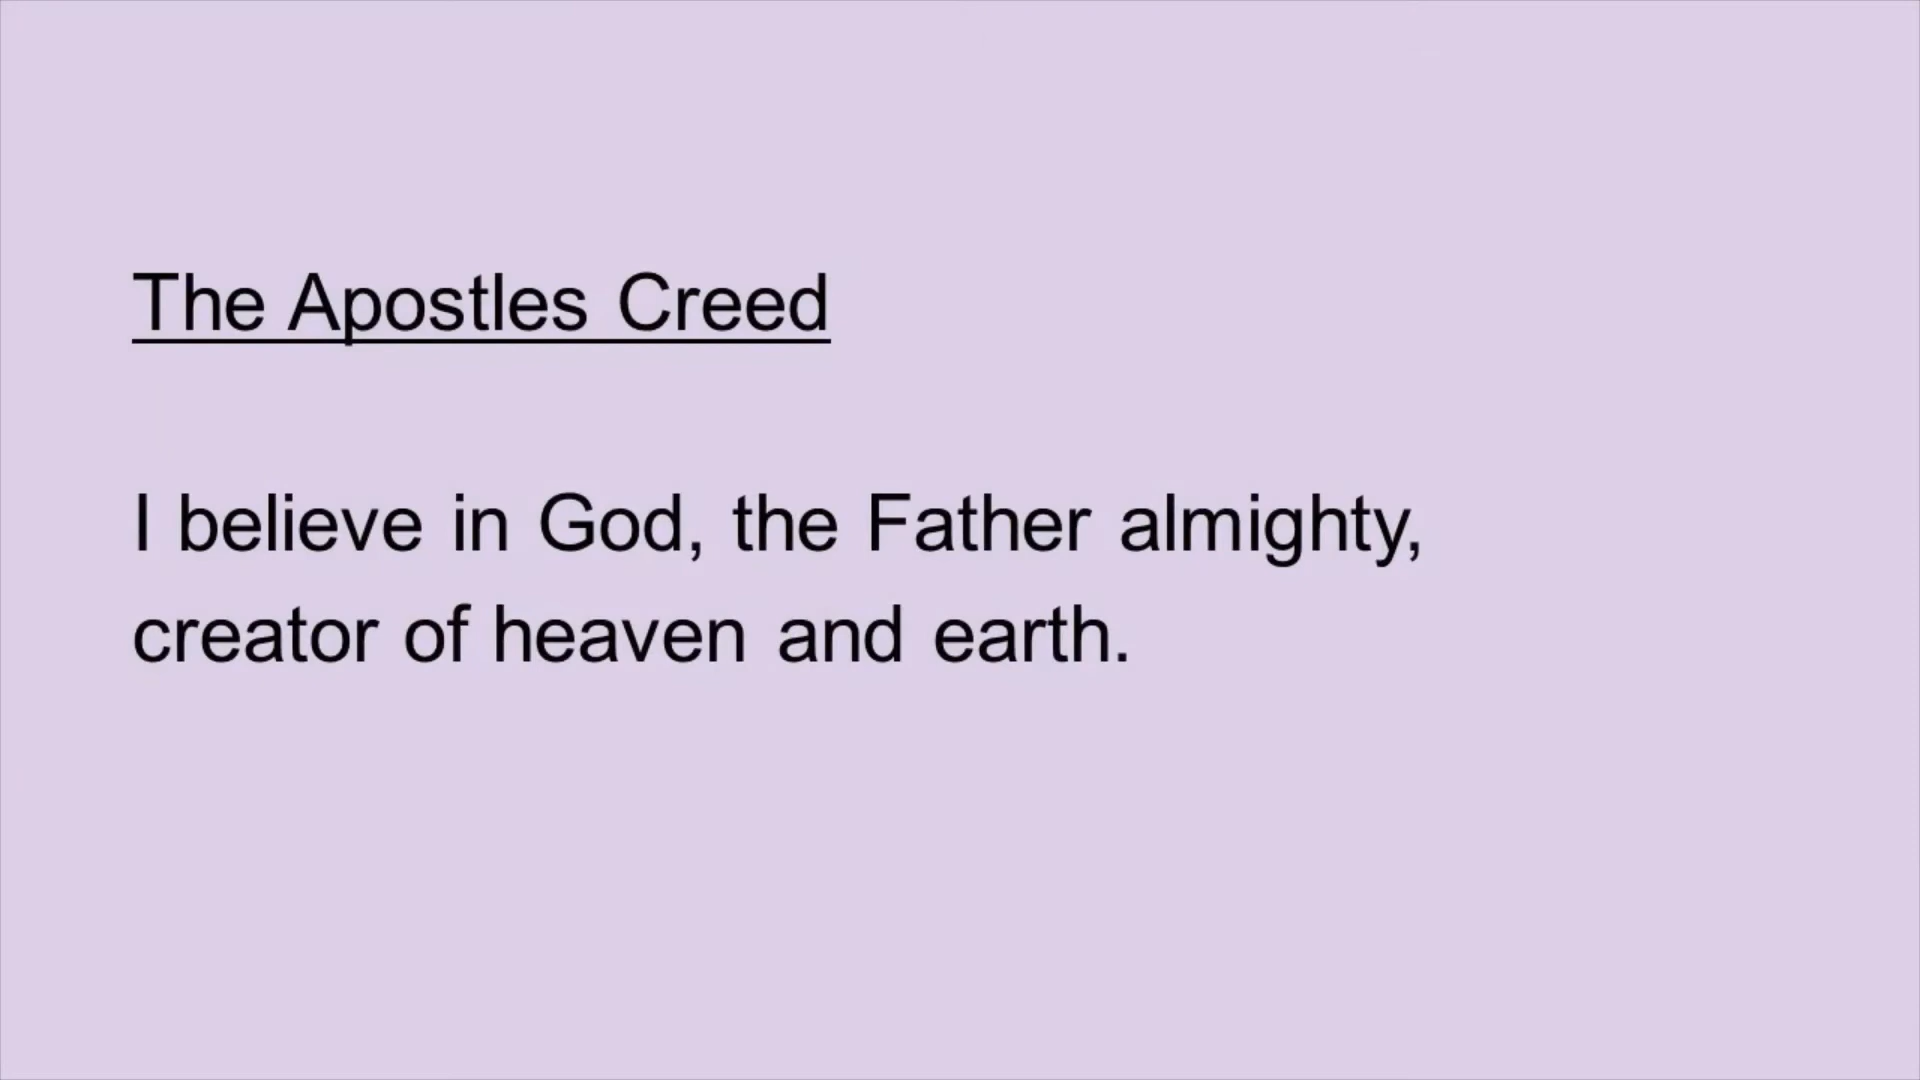 The Apostles Creed
I believe in God, the Father almighty,
creator of heaven and earth.